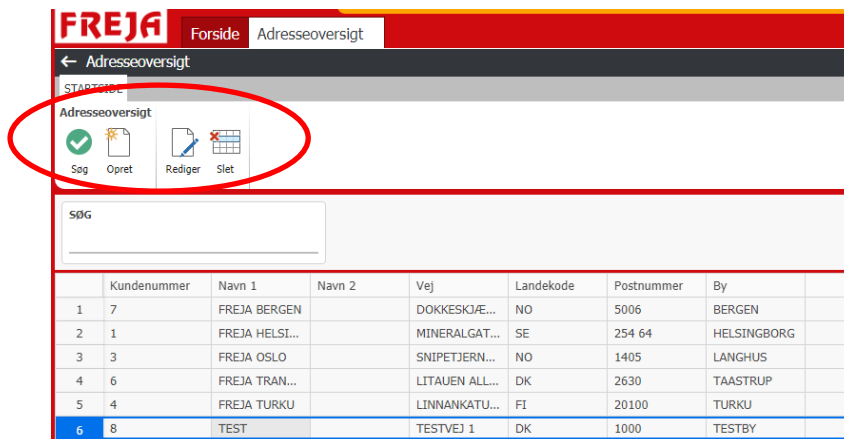 FREJA Forside Adresseoversigt
← Adresseoversigt
STARTSIDE
Adresseoversigt
Søg Opret Rediger Slet
SØG
Kundenummer Navn 1 Navn 2 Vej Landekode Postnummer By
1 7 FREJA BERGEN DOKKESKJÆ... NO 5006 BERGEN
2 1 FREJA HELSI... MINERALGAT... SE 254 64 HELSINGBORG
3 3 FREJA OSLO SNIPETJERN... NO 1405 LANGHUS
4 6 FREJA TRAN... LITAUEN ALL... DK 2630 TAASTRUP
5 4 FREJA TURKU LINNANKATU... FI 20100 TURKU
6 8 TEST TESTVEJ 1 DK 1000 TESTBY